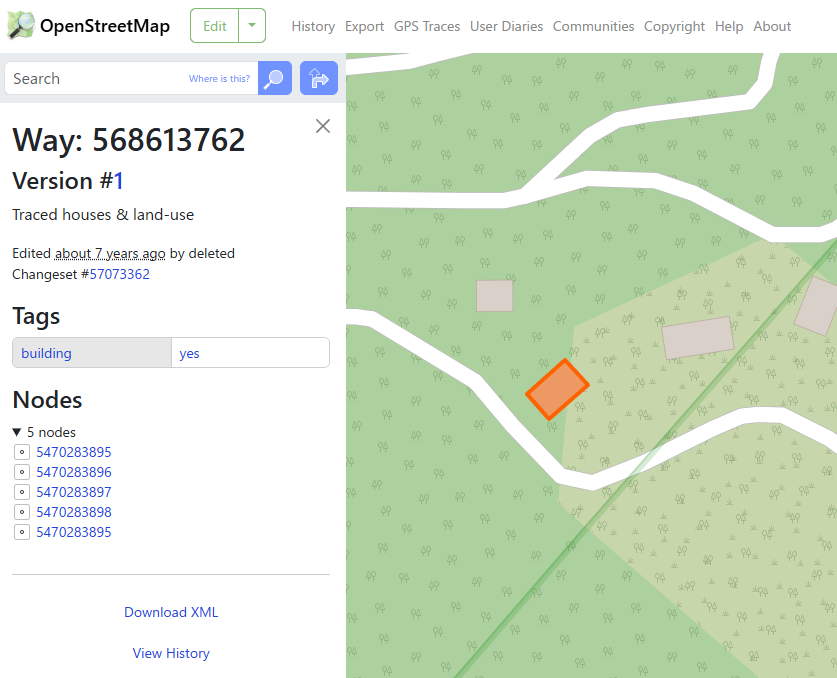 OpenStreetMap
Edit
History Export GPS Traces User Diaries Communities Copyright Help About
Search Where is this?
Way: 568613762
Version #1
Traced houses & land-use
Edited about 7 years ago by deleted
Changeset #57073362
Tags
building yes
Nodes
5 nodes
5470283895
5470283896
5470283897
5470283898
5470283895
Download XML
View History